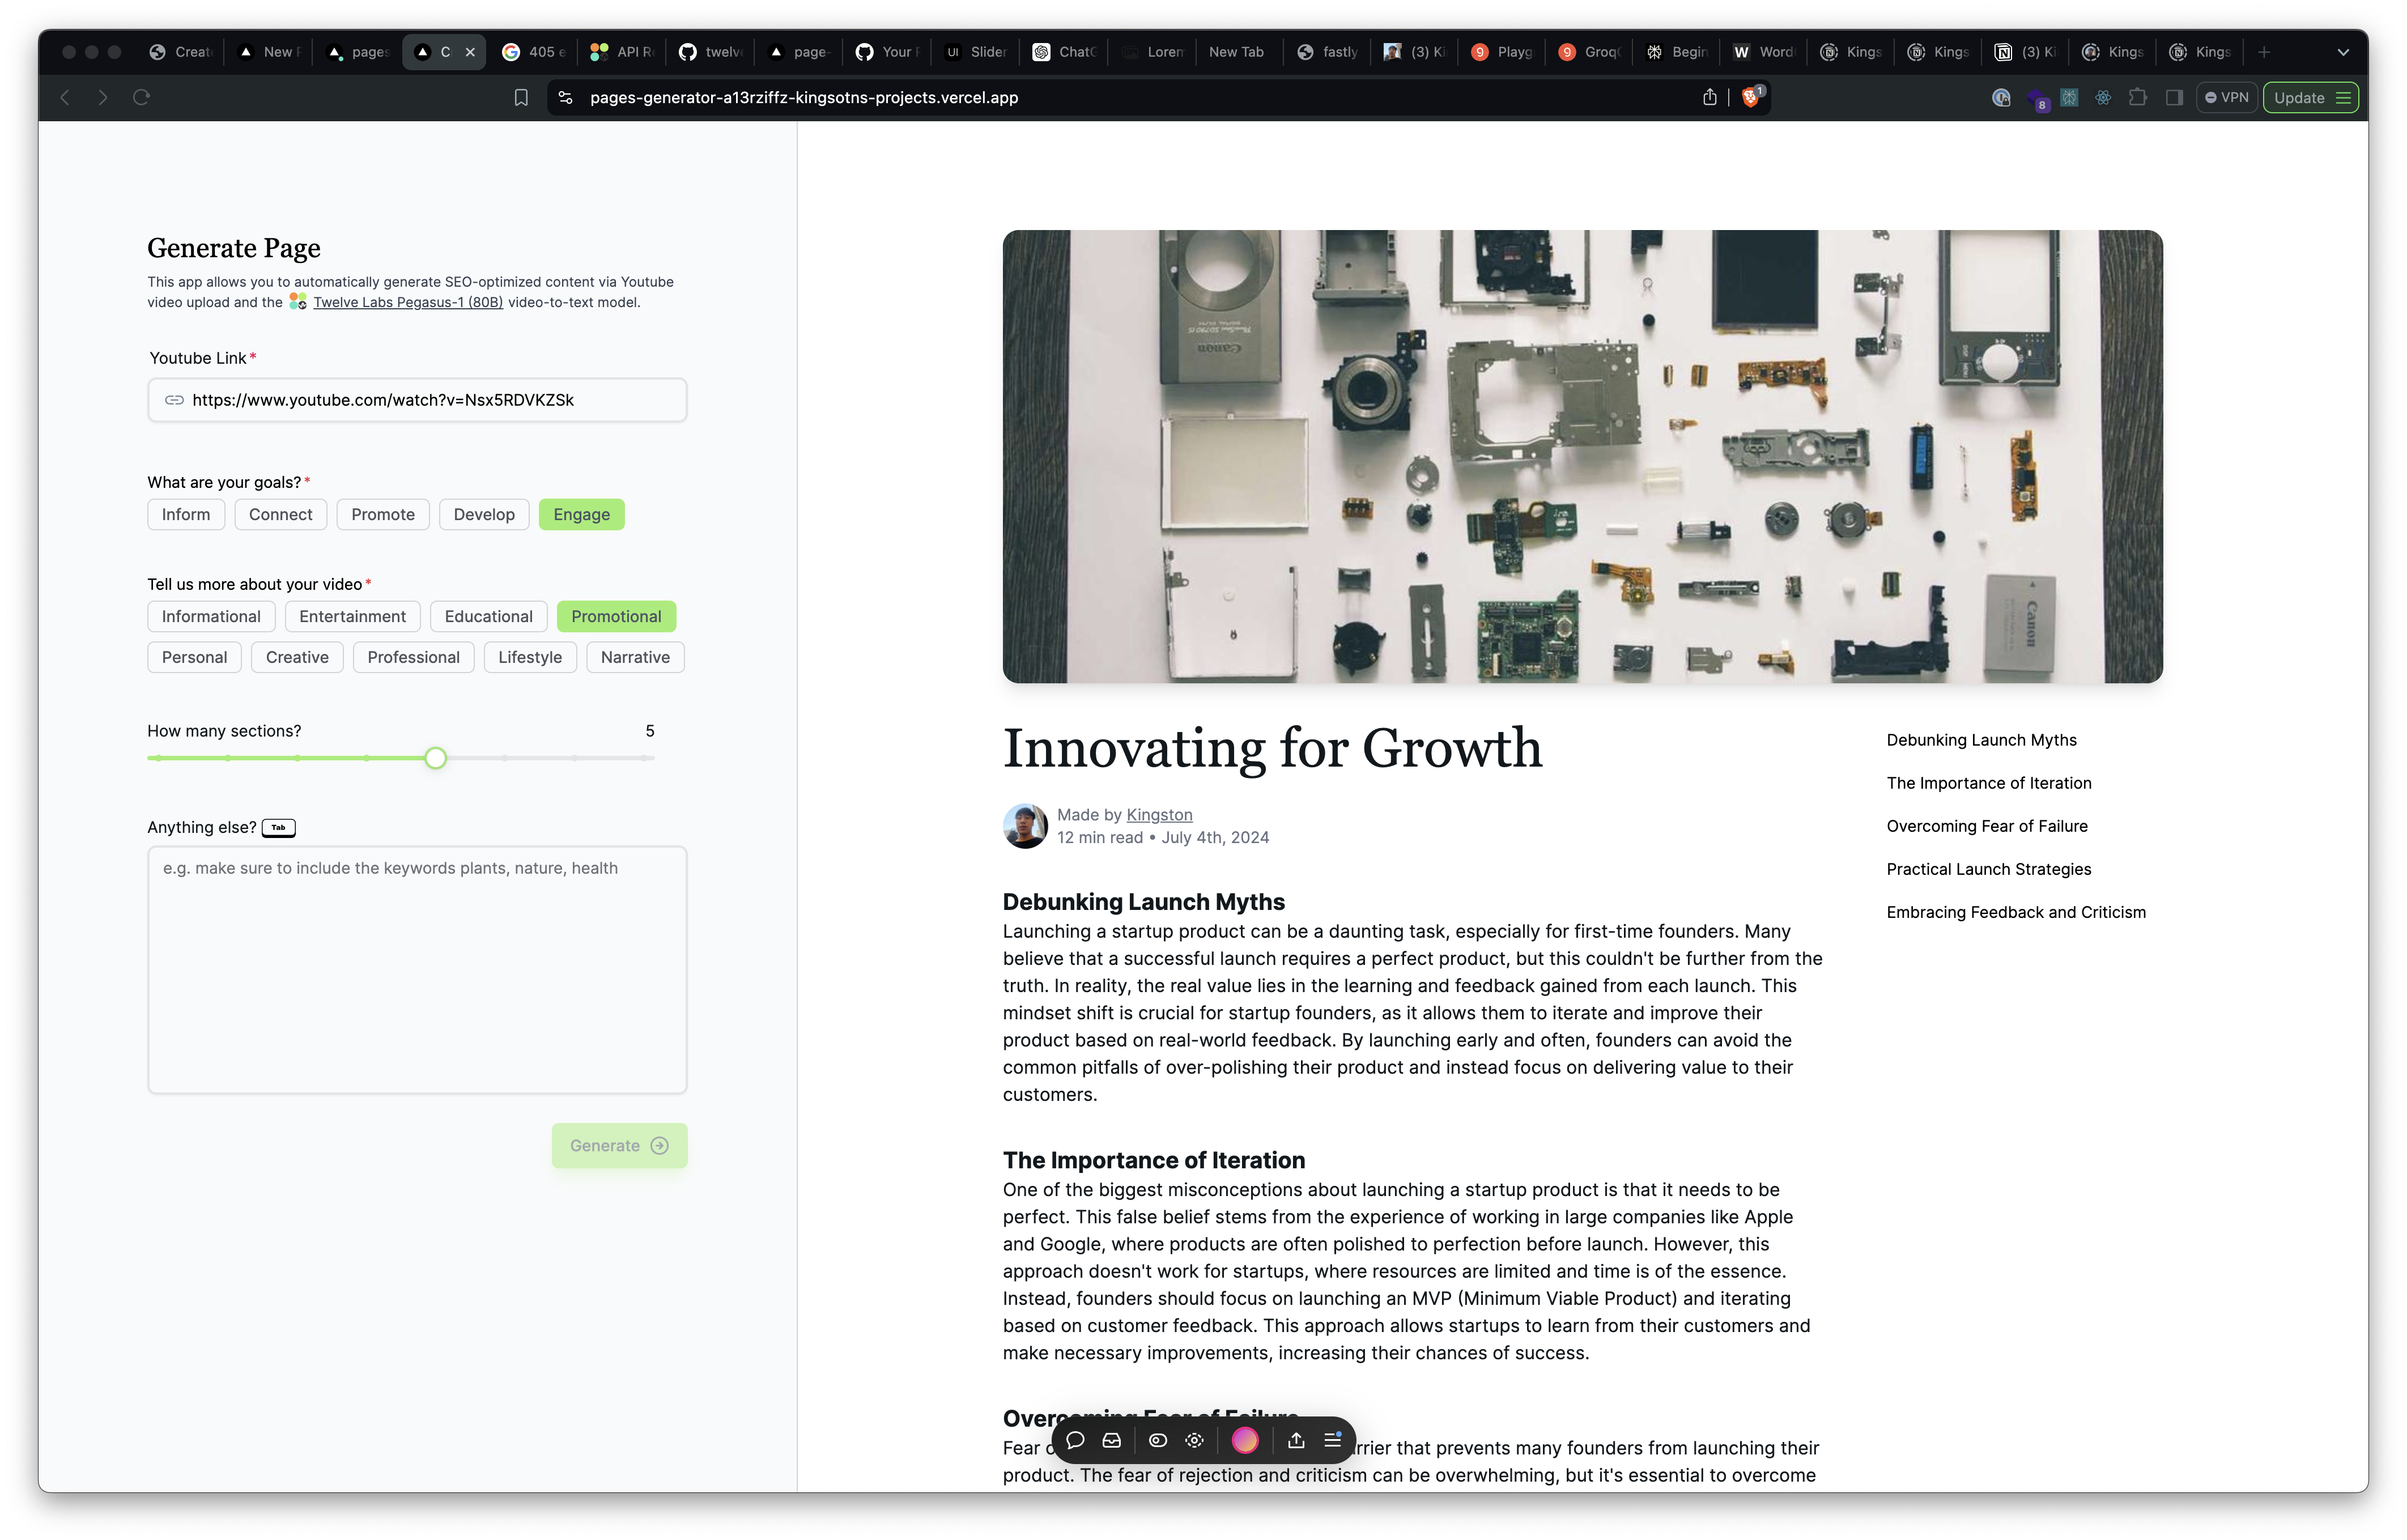 Create
New
pages
C
405 e
API R
twelv
page-
Your
Slider
ChatG
Lorem
New Tab
fastly
(3) Ki
Playg
Groq
Begin
Word
Kings
Kings
(3) Ki
Kings
Kings
pages-generator-a13rziffz-kingsotns-projects.vercel.app
1
8
VPN
Update
Generate Page
This app allows you to automatically generate SEO-optimized content via Youtube
video upload and the Twelve Labs Pegasus-1 (80B) video-to-text model.
Youtube Link*
https://www.youtube.com/watch?v=Nsx5RDVKZSk
What are your goals?*
Inform Connect Promote Develop Engage
Tell us more about your video*
Informational Entertainment Educational Promotional
Personal Creative Professional Lifestyle Narrative
How many sections? 5
Anything else? Tab
e.g. make sure to include the keywords plants, nature, health
Generate
Canon
Canon
Innovating for Growth
Made by Kingston
12 min read • July 4th, 2024
Debunking Launch Myths
Launching a startup product can be a daunting task, especially for first-time founders. Many
believe that a successful launch requires a perfect product, but this couldn't be further from the
truth. In reality, the real value lies in the learning and feedback gained from each launch. This
mindset shift is crucial for startup founders, as it allows them to iterate and improve their
product based on real-world feedback. By launching early and often, founders can avoid the
common pitfalls of over-polishing their product and instead focus on delivering value to their
customers.
The Importance of Iteration
One of the biggest misconceptions about launching a startup product is that it needs to be
perfect. This false belief stems from the experience of working in large companies like Apple
and Google, where products are often polished to perfection before launch. However, this
approach doesn't work for startups, where resources are limited and time is of the essence.
Instead, founders should focus on launching an MVP (Minimum Viable Product) and iterating
based on customer feedback. This approach allows startups to learn from their customers and
make necessary improvements, increasing their chances of success.
Overcoming Fear of Failure
Fear rrier that prevents many founders from launching their
product. The fear of rejection and criticism can be overwhelming, but it's essential to overcome
Debunking Launch Myths
The Importance of Iteration
Overcoming Fear of Failure
Practical Launch Strategies
Embracing Feedback and Criticism